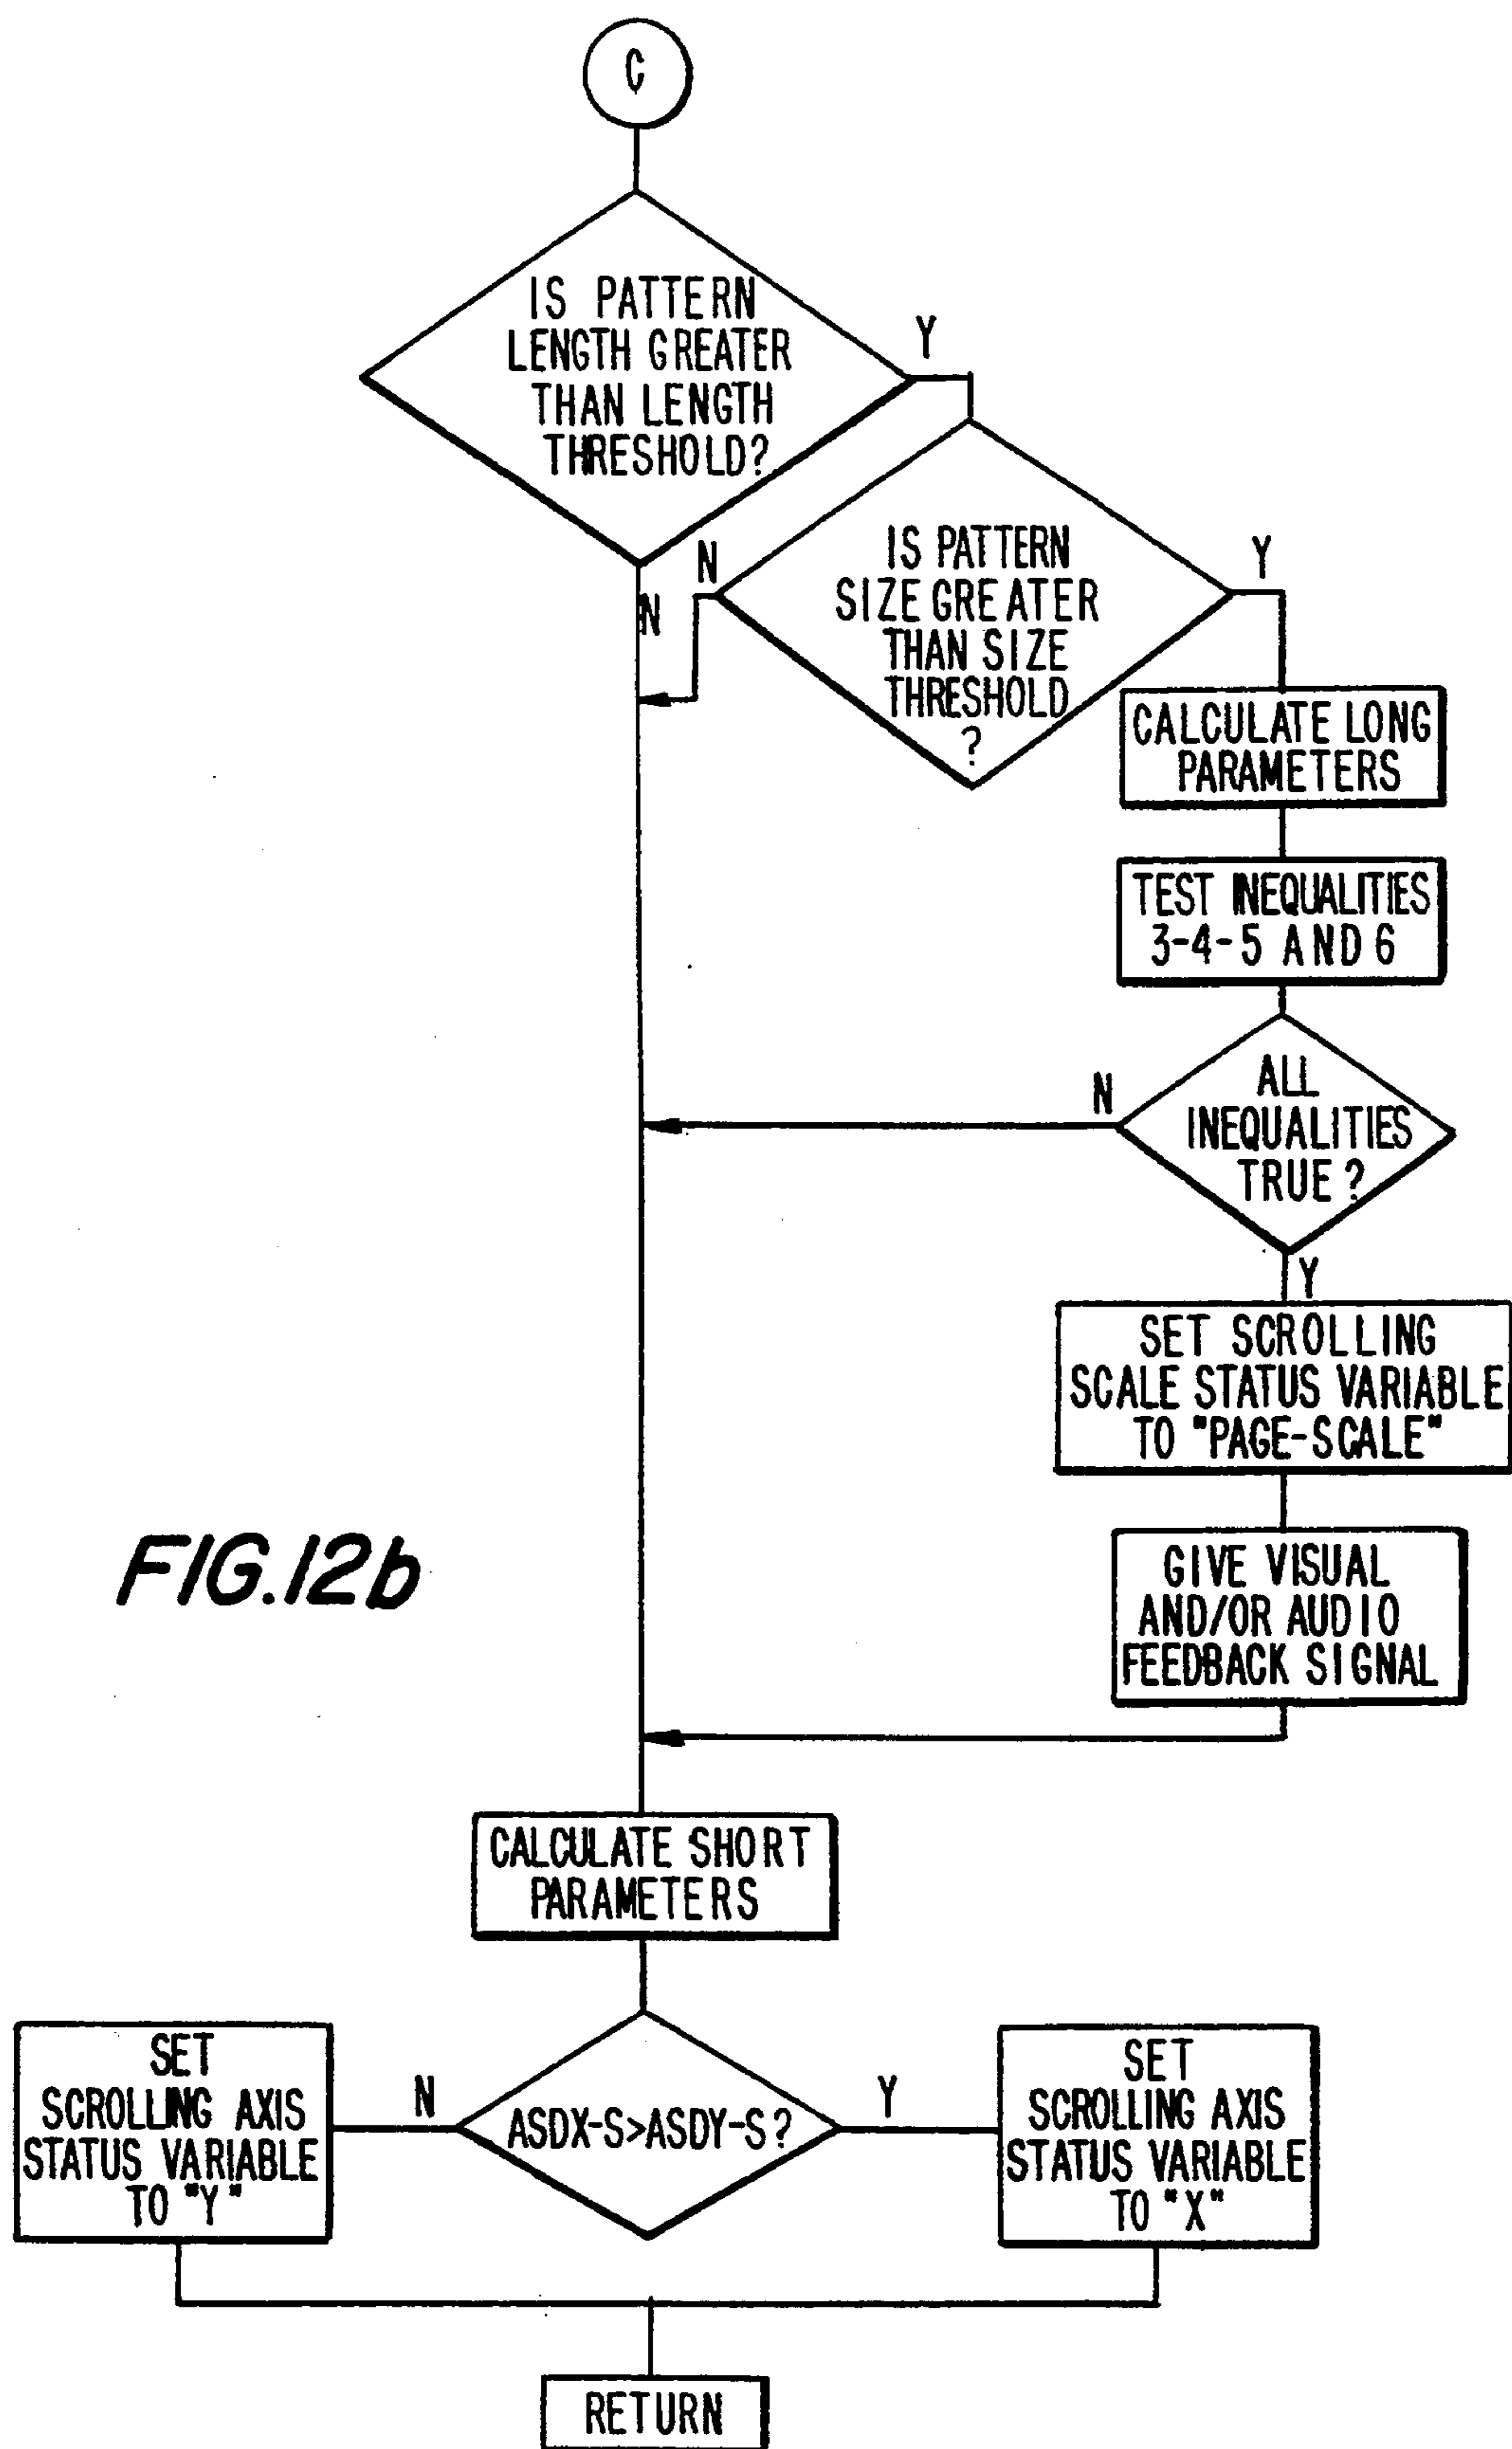 C
IS PATTERN
LENGTH GREATER
THAN LENGTH
THRESHOLD?
Y
N
IS PATTERN
SIZE GREATER
THAN SIZE
THRESHOLD
?
N
Y
CALCULATE LONG
PARAMETERS
TEST INEQUALITIES
3-4-5 AND 6
ALL
INEQUALITIES
TRUE?
N
Y
SET SCROLLING
SCALE STATUS VARIABLE
TO "PAGE-SCALE"
GIVE VISUAL
AND/OR AUDIO
FEEDBACK SIGNAL
FIG.12b
CALCULATE SHORT
PARAMETERS
ASDX-S>ASDY-S?
N
Y
SET
SCROLLING AXIS
STATUS VARIABLE
TO "Y"
SET
SCROLLING AXIS
STATUS VARIABLE
TO "X"
RETURN